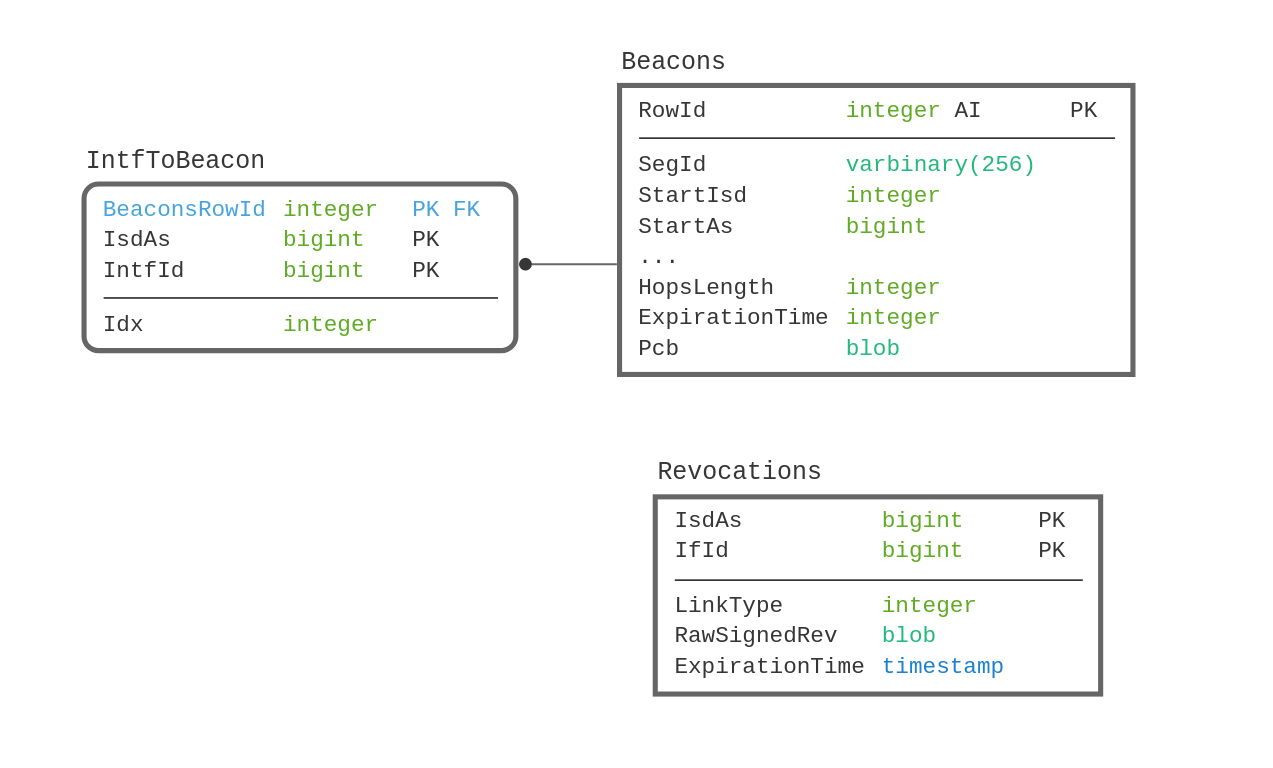 Beacons
RowId integer AI PK
SegId varbinary(256)
StartIsd integer
StartAs bigint
...
HopsLength integer
ExpirationTime integer
Pcb blob
IntfToBeacon
BeaconsRowId integer PK FK
IsdAs bigint PK
IntfId bigint PK
Idx integer
Revocations
IsdAs bigint PK
IfId bigint PK
LinkType integer
RawSignedRev blob
ExpirationTime timestamp